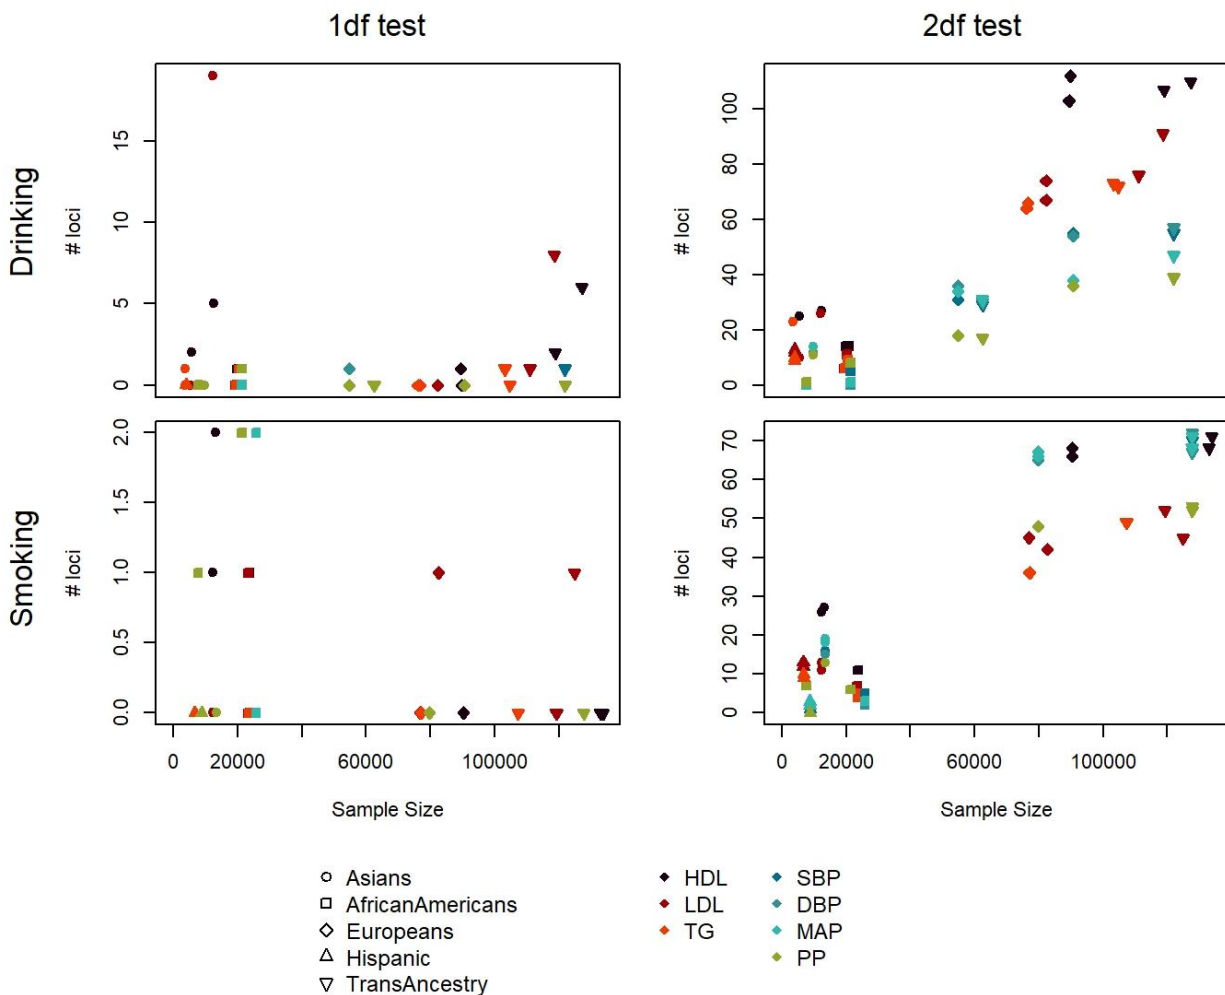 1df test
2df test
Drinking
# loci
15
10
5
0
# loci
100
80
60
40
20
0
Smoking
# loci
2.0
1.5
1.0
0.5
0.0
# loci
70
60
50
40
30
20
10
0
0 20000 60000 100000
0 20000 60000 100000
Sample Size
Sample Size
Asians
AfricanAmericans
Europeans
Hispanic
TransAncestry
HDL
LDL
TG
SBP
DBP
MAP
PP